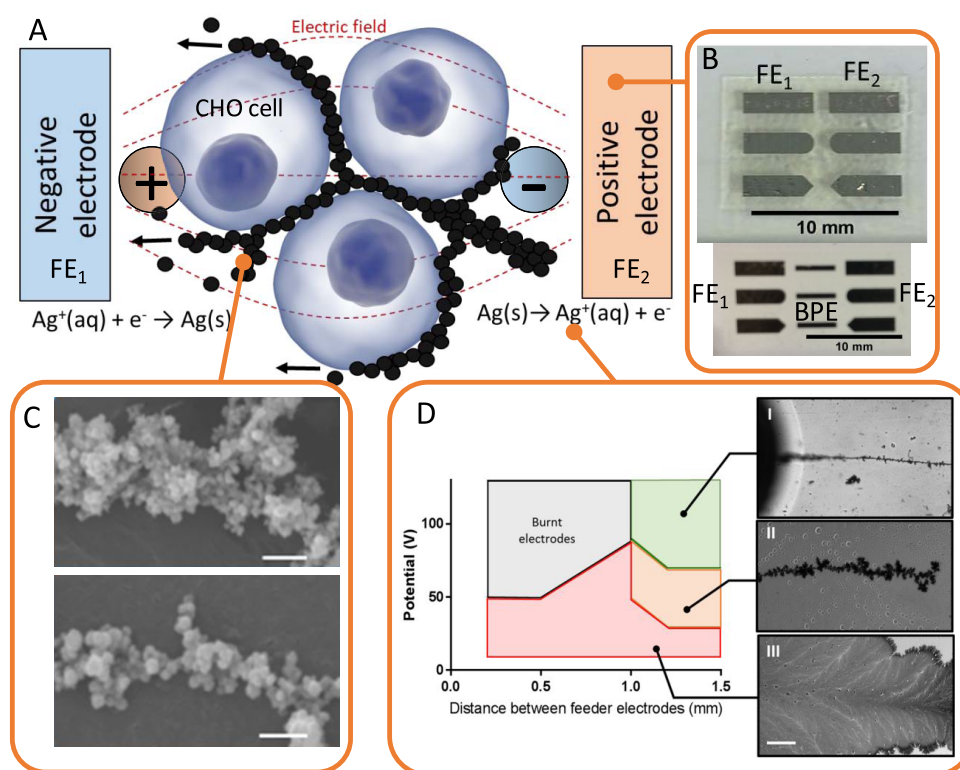 A
Electric field
CHO cell
Negative
electrode
FE₁
+
-
Positive
electrode
FE₂
Ag⁺(aq) + e⁻ → Ag(s)
Ag(s) → Ag⁺(aq) + e⁻
B
FE₁ FE₂
10 mm
FE₁ BPE FE₂
10 mm
C
D
Potential (V)
100
50
0
Burnt
electrodes
0.0 0.5 1.0 1.5
Distance between feeder electrodes (mm)
I
II
III